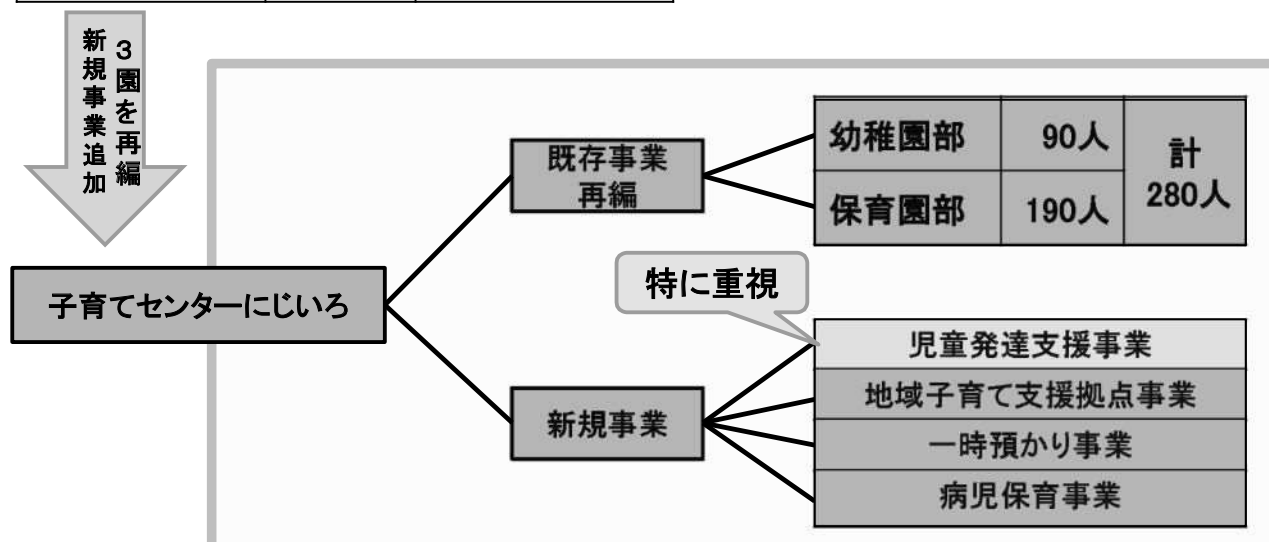 3園を再編
新規事業追加
子育てセンターにじいろ
既存事業
再編
幼稚園部 90人
保育園部 190人
計
280人
特に重視
新規事業
児童発達支援事業
地域子育て支援拠点事業
一時預かり事業
病児保育事業